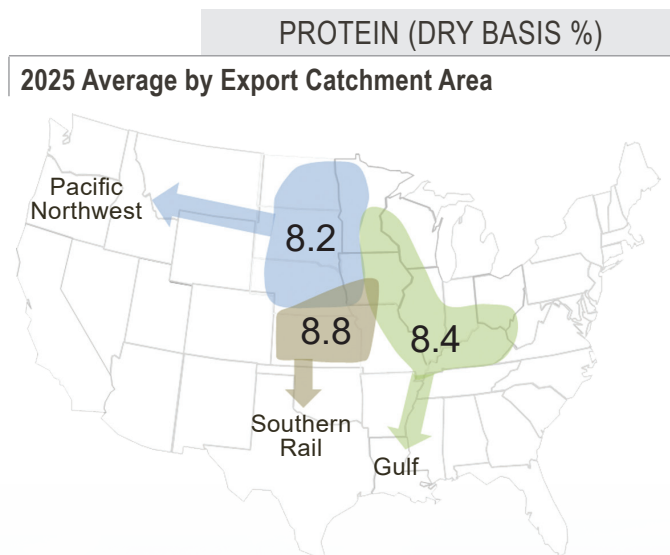 PROTEIN (DRY BASIS %)
2025 Average by Export Catchment Area
Pacific
Northwest
8.2
8.8
8.4
Southern
Rail
Gulf